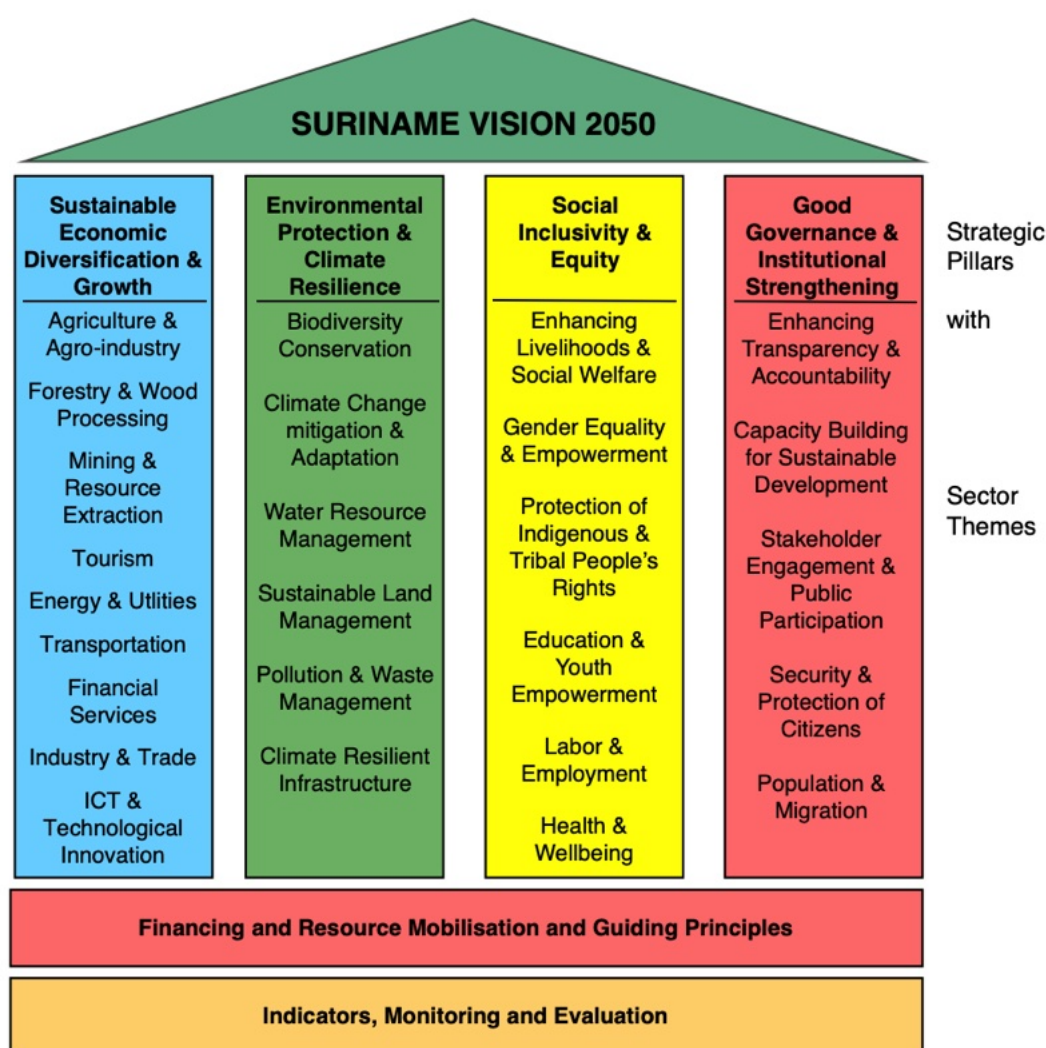 SURINAME VISION 2050
Sustainable
Economic
Diversification &
Growth
Agriculture &
Agro-industry
Forestry & Wood
Processing
Mining &
Resource
Extraction
Tourism
Energy & Utlities
Transportation
Financial
Services
Industry & Trade
ICT &
Technological
Innovation
Environmental
Protection &
Climate
Resilience
Biodiversity
Conservation
Climate Change
mitigation &
Adaptation
Water Resource
Management
Sustainable Land
Management
Pollution & Waste
Management
Climate Resilient
Infrastructure
Social
Inclusivity &
Equity
Enhancing
Livelihoods &
Social Welfare
Gender Equality
& Empowerment
Protection of
Indigenous &
Tribal People’s
Rights
Education &
Youth
Empowerment
Labor &
Employment
Health &
Wellbeing
Good
Governance &
Institutional
Strengthening
Enhancing
Transparency &
Accountability
Capacity Building
for Sustainable
Development
Stakeholder
Engagement &
Public
Participation
Security &
Protection of
Citizens
Population &
Migration
Strategic
Pillars
with
Sector
Themes
Financing and Resource Mobilisation and Guiding Principles
Indicators, Monitoring and Evaluation